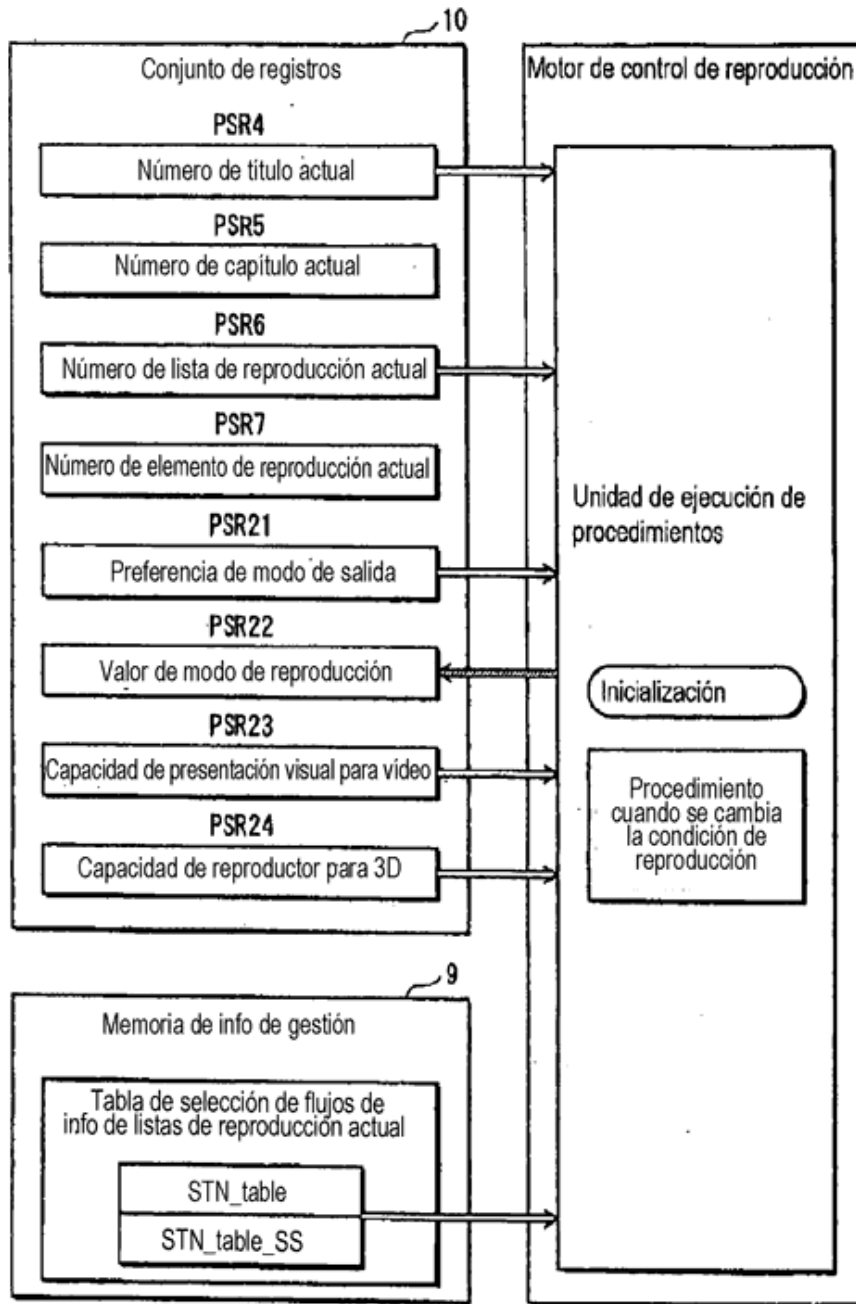 10
Conjunto de registros
PSR4
Número de titulo actual
PSR5
Número de capítulo actual
PSR6
Número de lista de reproducción actual
PSR7
Número de elemento de reproducción actual
PSR21
Preferencia de modo de salida
PSR22
Valor de modo de reproducción
PSR23
Capacidad de presentación visual para vídeo
PSR24
Capacidad de reproductor para 3D
9
Memoria de info de gestión
Tabla de selección de flujos de
info de listas de reproducción actual
STN_table
STN_table_SS
Motor de control de reproducción
Unidad de ejecución de
procedimientos
Inicialización
Procedimiento
cuando se cambia
la condición de
reproducción